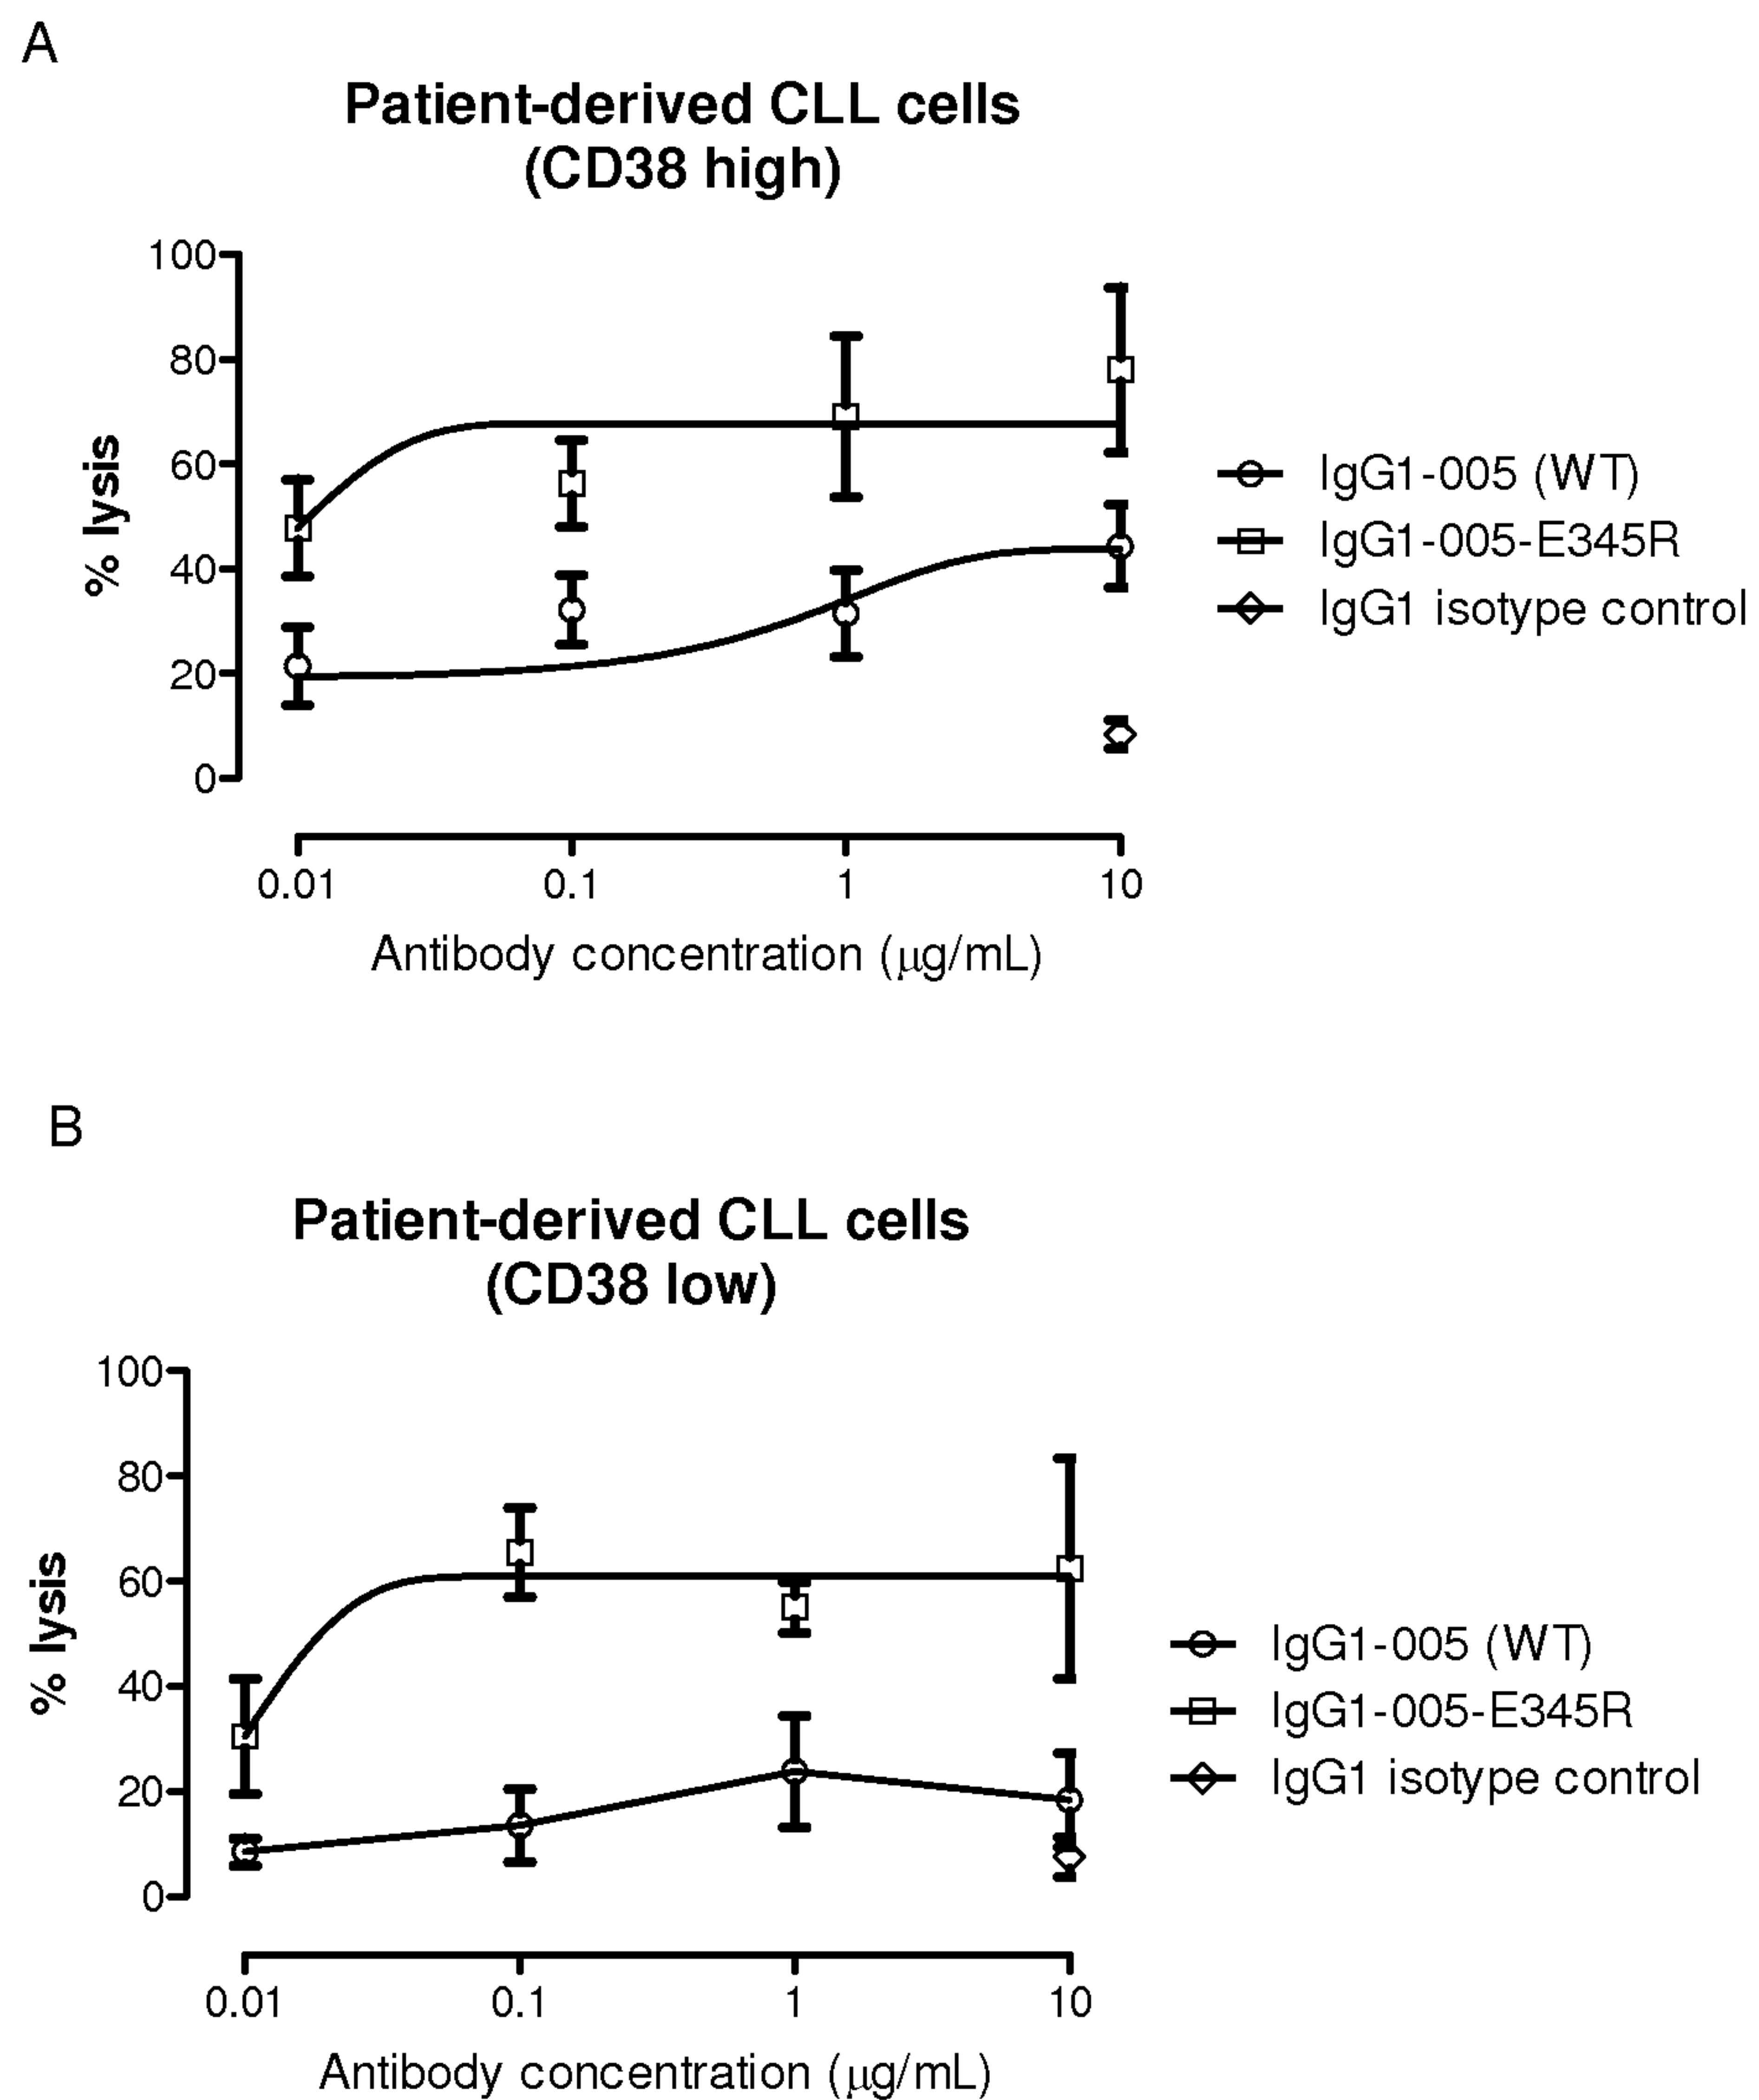 A
Patient-derived CLL cells
(CD38 high)
100
80
60
40
20
0
% lysis
0.01
0.1
1
10
Antibody concentration (μg/mL)
IgG1-005 (WT)
IgG1-005-E345R
IgG1 isotype control
B
Patient-derived CLL cells
(CD38 low)
100
80
60
40
20
0
% lysis
0.01
0.1
1
10
Antibody concentration (μg/mL)
IgG1-005 (WT)
IgG1-005-E345R
IgG1 isotype control